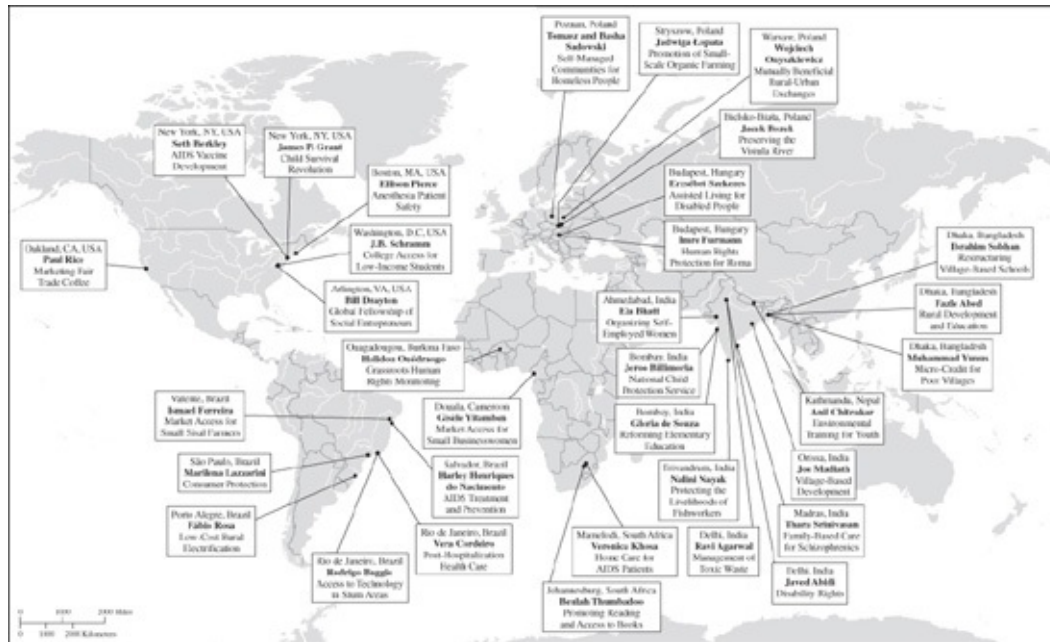 Poznan, Poland
Tomasz and Basha
Sadowski
Self-Managed
Communities for
Homeless People
Stryszow, Poland
Jadwiga Łopata
Promotion of Small-
Scale Organic Farming
Warsaw, Poland
Wojciech
Onyszkiewicz
Mutually Beneficial
Rural-Urban
Exchanges
Bielsko-Biała, Poland
Jacek Bozek
Preserving the
Vistula River
New York, NY, USA
Seth Berkley
AIDS Vaccine
Development
New York, NY, USA
James P. Grant
Child Survival
Revolution
Boston, MA, USA
Ellison Pierce
Anesthesia Patient
Safety
Budapest, Hungary
Erzsébet Szekeres
Assisted Living for
Disabled People
Budapest, Hungary
Imre Furmann
Human Rights
Protection for Roma
Oakland, CA, USA
Paul Rice
Marketing Fair
Trade Coffee
Washington, D.C, USA
J.B. Schramm
College Access for
Low-Income Students
Arlington, VA, USA
Bill Drayton
Global Fellowship of
Social Entrepreneurs
Dhaka, Bangladesh
Ibrahim Sobhan
Restructuring
Village-Based Schools
Dhaka, Bangladesh
Fazle Abed
Rural Development
and Education
Dhaka, Bangladesh
Muhammad Yunus
Micro-Credit for
Poor Villages
Ahmedabad, India
Ela Bhatt
Organizing Self-
Employed Women
Ouagadougou, Burkina Faso
Halidou Ouédraogo
Grassroots Human
Rights Monitoring
Bombay, India
Jeroo Billimoria
National Child
Protection Service
Valente, Brazil
Ismael Ferreira
Market Access for
Small Sisal Farmers
Douala, Cameroon
Gisèle Yitamben
Market Access for
Small Businesswomen
Bombay, India
Gloria de Souza
Reforming Elementary
Education
Kathmandu, Nepal
Anil Chitrakar
Environmental
Training for Youth
São Paulo, Brazil
Marilena Lazzarini
Consumer Protection
Salvador, Brazil
Harley Henriques
do Nacimento
AIDS Treatment
and Prevention
Trivandrum, India
Nalini Nayak
Protecting the
Livelihoods of
Fishworkers
Orissa, India
Joe Madiath
Village-Based
Development
Porto Alegre, Brazil
Fábio Rosa
Low-Cost Rural
Electrification
Rio de Janeiro, Brazil
Vera Cordeiro
Post-Hospitalization
Health Care
Mamelodi, South Africa
Veronica Khosa
Home Care for
AIDS Patients
Delhi, India
Ravi Agarwal
Management of
Toxic Waste
Madras, India
Thara Srinivasan
Family-Based Care
for Schizophrenics
Rio de Janeiro, Brazil
Rodrigo Baggio
Access to Technology
in Slum Areas
Johannesburg, South Africa
Beulah Thumbadoo
Promoting Reading
and Access to Books
Delhi, India
Javed Abidi
Disability Rights
0 1000 2000 Miles
0 1000 2000 Kilometers